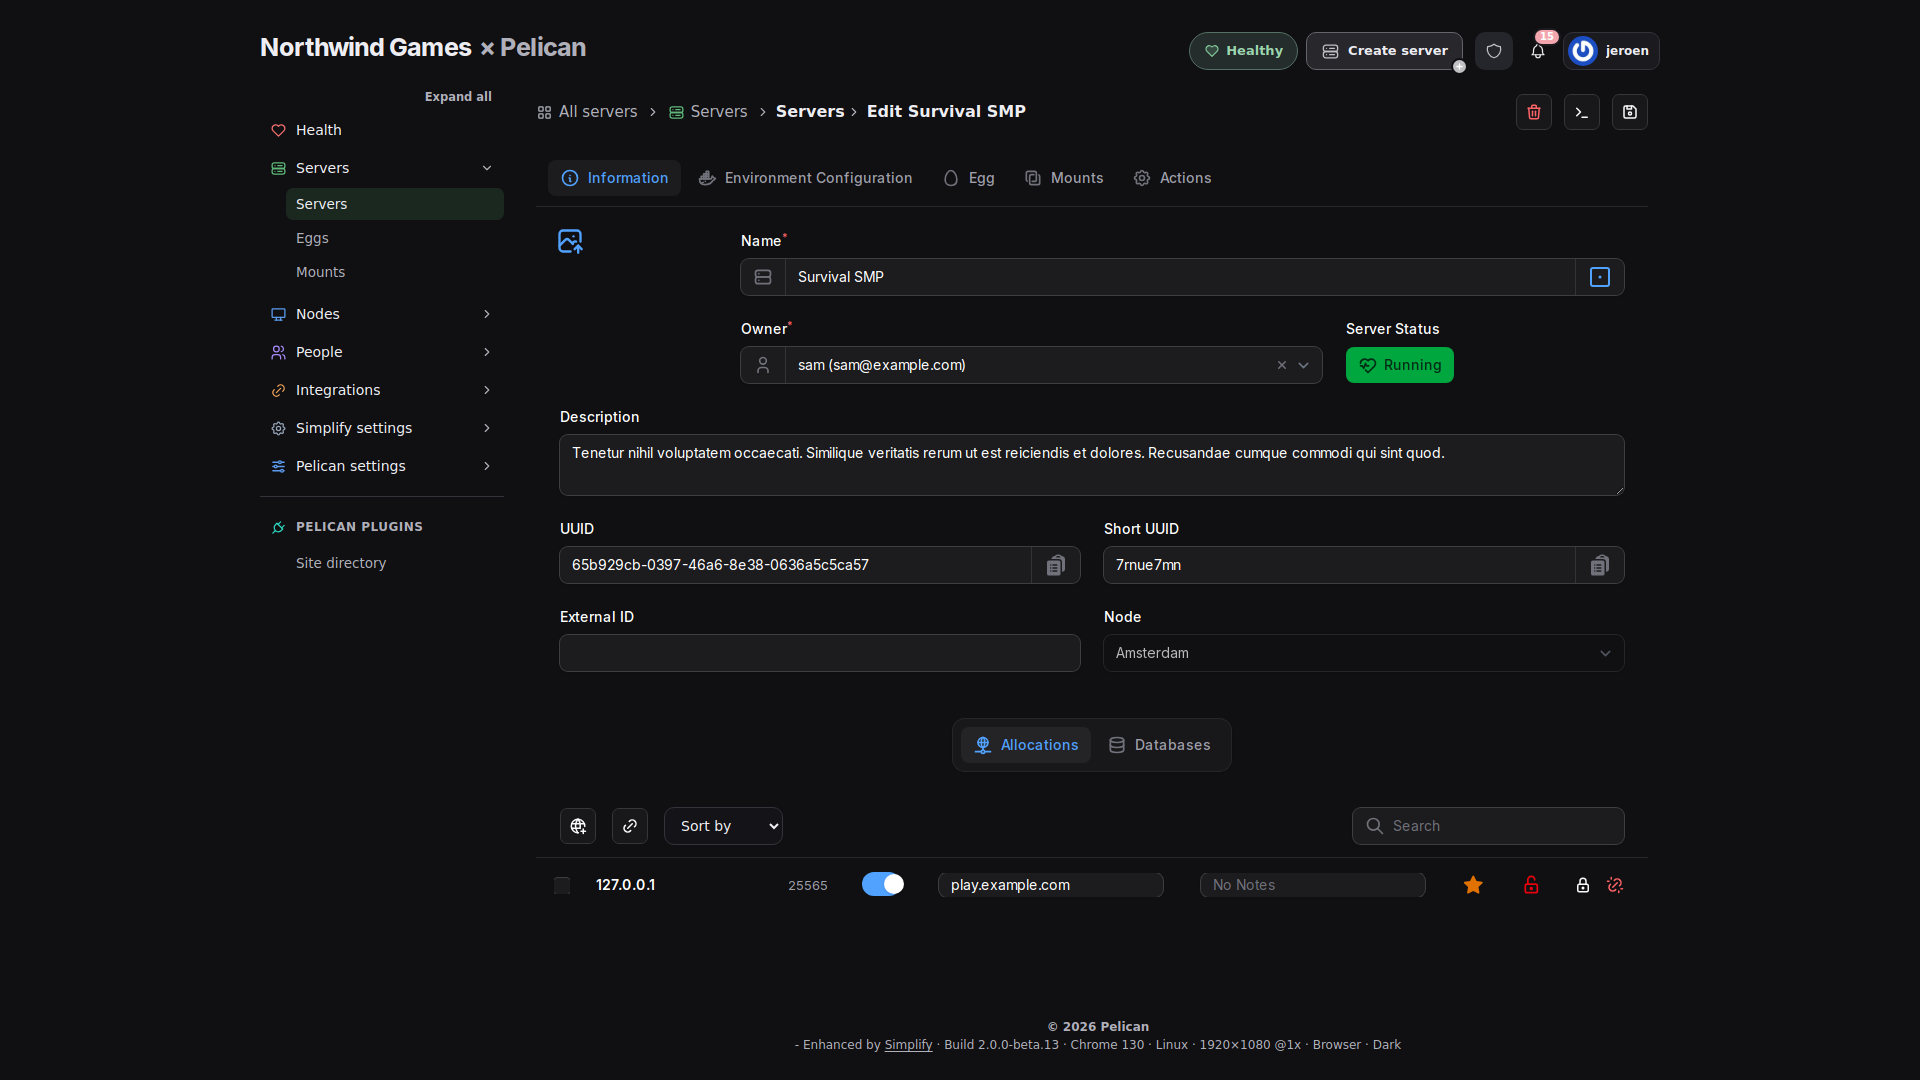 Northwind Games × Pelican
Healthy
Create server
15
jeroen
Expand all
Health
Servers
Servers
Eggs
Mounts
Nodes
People
Integrations
Simplify settings
Pelican settings
PELICAN PLUGINS
Site directory
All servers > Servers > Servers > Edit Survival SMP
Information
Environment Configuration
Egg
Mounts
Actions
Name*
Survival SMP
Owner*
sam (sam@example.com)
Server Status
Running
Description
Tenetur nihil voluptatem occaecati. Similique veritatis rerum ut est reiciendis et dolores. Recusandae cumque commodi qui sint quod.
UUID
65b929cb-0397-46a6-8e38-0636a5c5ca57
Short UUID
7rnue7mn
External ID
Node
Amsterdam
Allocations
Databases
Sort by
Search
127.0.0.1
25565
play.example.com
No Notes
© 2026 Pelican
- Enhanced by Simplify · Build 2.0.0-beta.13 · Chrome 130 · Linux · 1920×1080 @1x · Browser · Dark